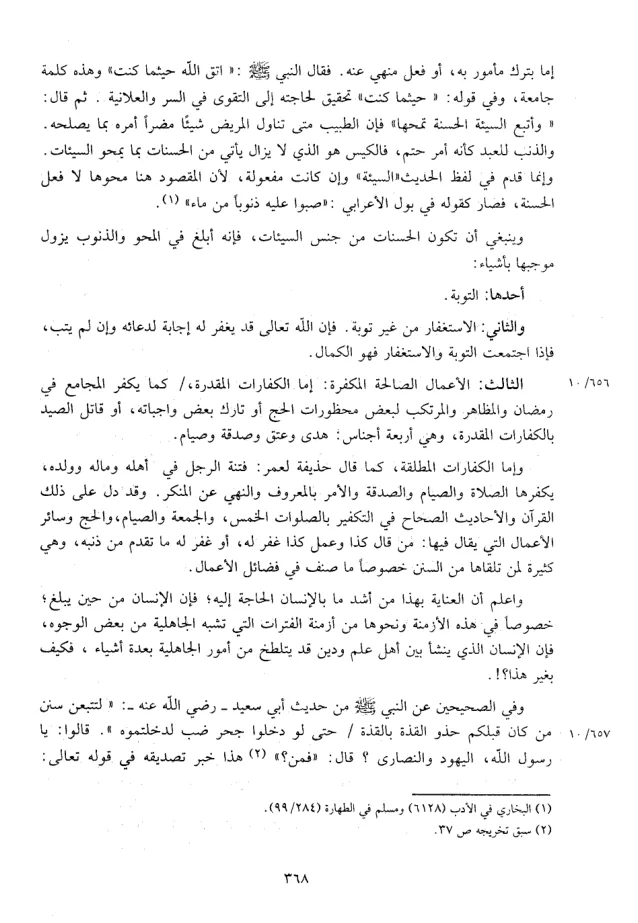 إما بترك مأمور به، أو فعل منهي عنه. فقال النبي ﷺ :« اتق الله حيثما كنت» وهذه كلمة
جامعة، وفي قوله: « حيثما كنت» تحقيق لحاجته إلى التقوى في السر والعلانية . ثم قال:
« وأتبع السيئة الحسنة تمحها» فإن الطبيب متى تناول المريض شيئًا مضراً أمره بما يصلحه.
والذنب للعبد كأنه أمر حتم، فالكيس هو الذي لا يزال يأتي من الحسنات بما يمحو السيئات.
وإنما قدم في لفظ الحديث«السيئة» وإن كانت مفعولة، لأن المقصود هنا محوها لا فعل
الحسنة، فصار كقوله في بول الأعرابي :«صبوا عليه ذنوباً من ماء» (١).
وينبغي أن تكون الحسنات من جنس السيئات، فإنه أبلغ في المحو والذنوب يزول
موجبها بأشياء:
أحدها: التوبة.
والثاني: الاستغفار من غير توبة. فإن الله تعالى قد يغفر له إجابة لدعائه وإن لم يتب،
فإذا اجتمعت التوبة والاستغفار فهو الكمال.
الثالث: الأعمال الصالحة المكفرة: إما الكفارات المقدرة،/ كما يكفر المجامع في
١٠/٦٥٦
رمضان والمظاهر والمرتكب لبعض محظورات الحج أو تارك بعض واجباته، أو قاتل الصيد
بالكفارات المقدرة، وهي أربعة أجناس؛ هدى وعتق وصدقة وصيام.
وإما الكفارات المطلقة، كما قال حذيفة لعمر: فتنة الرجل في أهله وماله وولده،
يكفرها الصلاة والصيام والصدقة والأمر بالمعروف والنهي عن المنكر. وقد دل على ذلك
القرآن والأحاديث الصحاح في التكفير بالصلوات الخمس، والجمعة والصيام،والحج وسائر
الأعمال التي يقال فيها: من قال كذا وعمل كذا غفر له، أو غفر له ما تقدم من ذنبه، وهي
كثيرة لمن تلقاها من السنن خصوصاً ما صنف في فضائل الأعمال.
واعلم أن العناية بهذا من أشد ما بالإنسان الحاجة إليه؛ فإن الإنسان من حين يبلغ؛
خصوصاً في هذه الأزمنة ونحوها من أزمنة الفترات التي تشبه الجاهلية من بعض الوجوه،
فإن الإنسان الذي ينشأ بين أهل علم ودين قد يتلطخ من أمور الجاهلية بعدة أشياء ، فكيف
بغير هذا؟!.
وفي الصحيحين عن النبي ﷺ من حديث أبي سعيد ـ رضي الله عنه ـ: « لتتبعن سنن
من كان قبلكم حذو القذة بالقذة / حتى لو دخلوا جحر ضب لدخلتموه ». قالوا: يا
١٠/٦٥٧
رسول الله، اليهود والنصارى ؟ قال: «فمن؟» (٢) هذا خبر تصديقه في قوله تعالى:
(١) البخاري في الأدب (٦١٢٨) ومسلم في الطهارة (٩٩/٢٨٤).
(٢) سبق تخريجه ص ٣٧.
٣٦٨